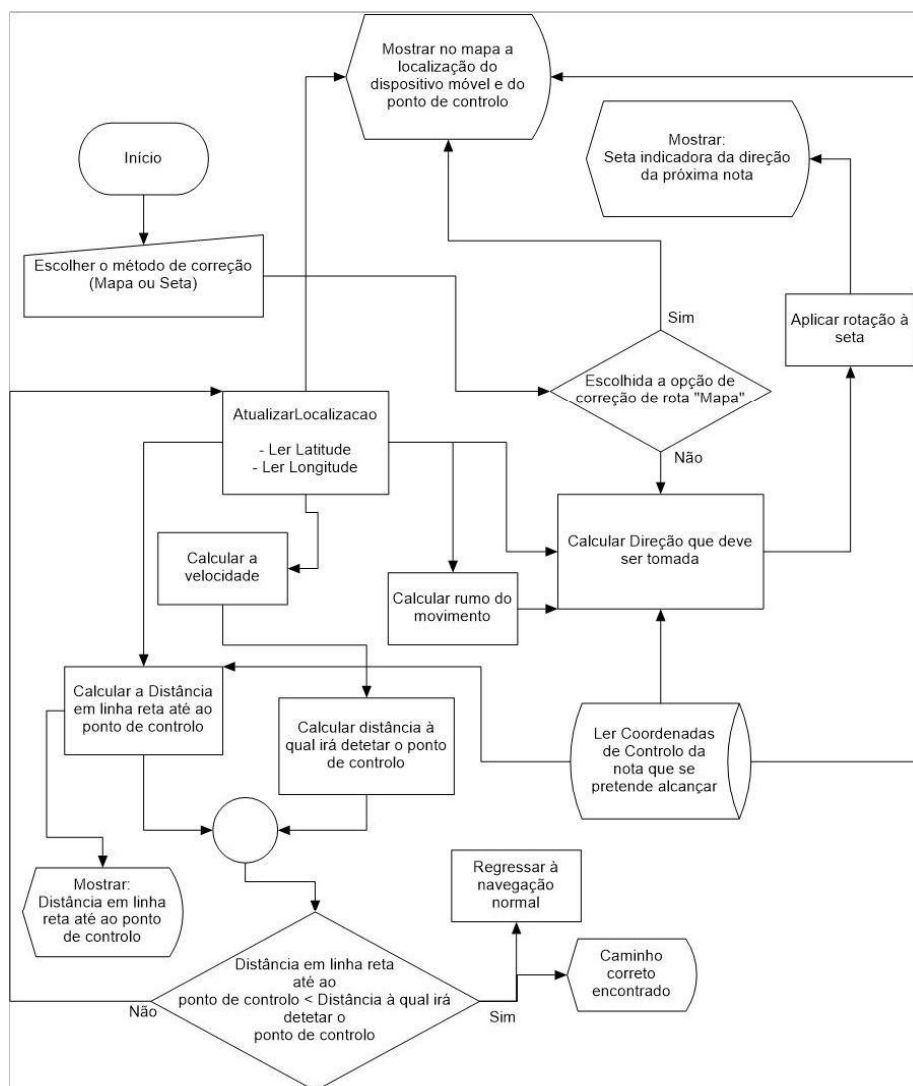 Mostrar no mapa a
localização do
dispositivo móvel e do
ponto de controlo
Mostrar:
Seta indicadora da direção
da próxima nota
Início
Escolher o método de correção
(Mapa ou Seta)
Sim
Aplicar rotação à
seta
Escolhida a opção de
correção de rota "Mapa"
Não
AtualizarLocalizacao
- Ler Latitude
- Ler Longitude
Calcular a
velocidade
Calcular rumo do
movimento
Calcular Direção que deve
ser tomada
Calcular a Distância
em linha reta até ao
ponto de controlo
Calcular distância à
qual irá detetar o ponto
de controlo
Ler Coordenadas
de Controlo da
nota que se
pretende alcançar
Mostrar:
Distância em linha
reta até ao ponto
de controlo
Regressar à
navegação
normal
Distância em linha reta
até ao
ponto de controlo < Distância à qual irá
detetar o
ponto de controlo
Não
Sim
Caminho
correto
encontrado